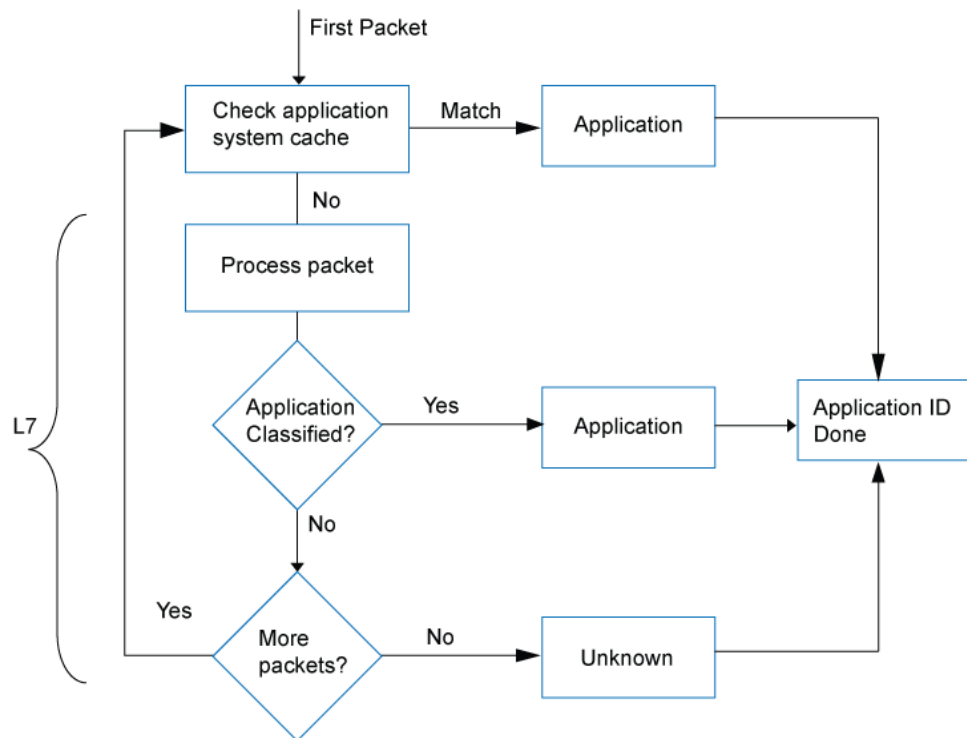 First Packet
Check application
system cache
Match
Application
No
Process packet
L7
Application
Classified?
Yes
Application
Application ID
Done
No
Yes
More
packets?
No
Unknown